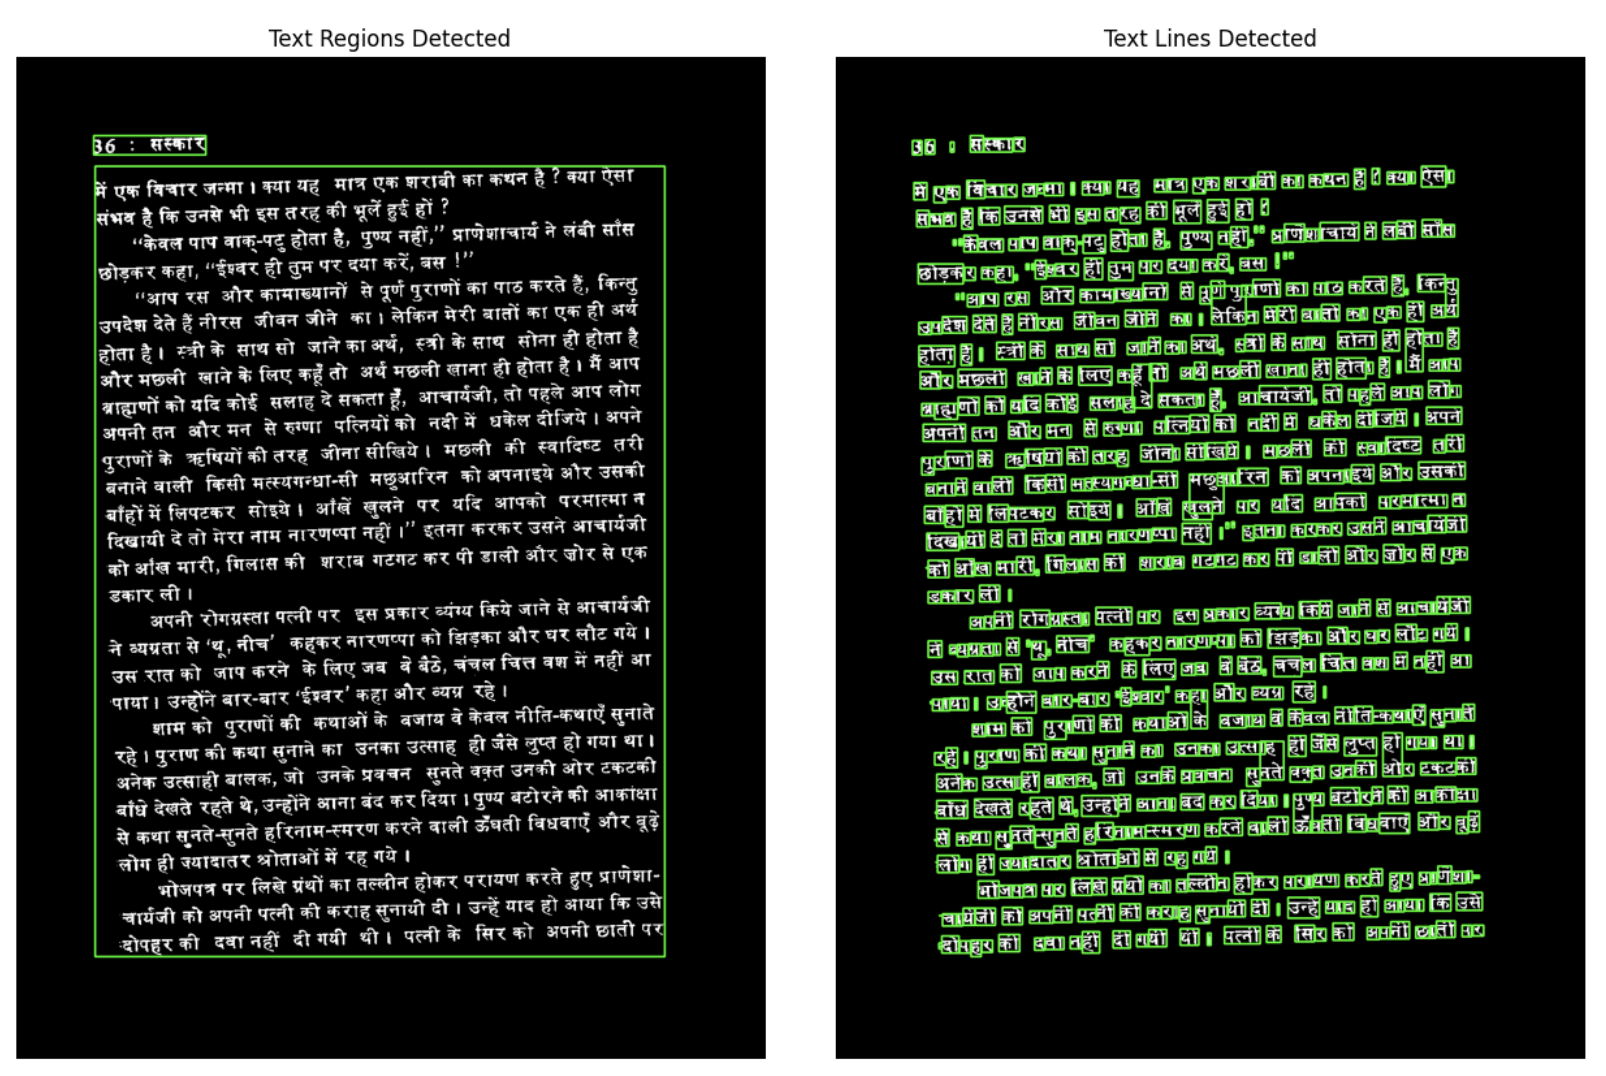 Text Regions Detected
36 : सस्कार
में एक विचार जन्मा । क्या यह मात्र एक शराबी का कथन है ? क्या ऐसा
संभव है कि उनसे भी इस तरह की भूलें हुई हों ?
“केवल पाप वाक्-पटु होता है, पुण्य नहीं,” प्राणेशाचार्य ने लंबी साँस
छोड़कर कहा, “ईश्वर ही तुम पर दया करें, बस !”
“आप रस और कामाख्यानों से पूर्ण पुराणों का पाठ करते हैं, किन्तु
उपदेश देते हैं नीरस जीवन जीने का । लेकिन मेरी बातों का एक ही अर्थ
होता है । स्त्री के साथ सो जाने का अर्थ, स्त्री के साथ सोना ही होता है
और मछली खाने के लिए कहूँ तो अर्थ मछली खाना ही होता है । मैं आप
ब्राह्मणों को यदि कोई सलाह दे सकता हूँ, आचार्यजी, तो पहले आप लोग
अपनी तन और मन से रुग्णा पत्नियों को नदी में धकेल दीजिये । अपने
पुराणों के ऋषियों की तरह जीना सीखिये । मछली की स्वादिष्ट तरी
बनाने वाली किसी मत्स्यगन्धा-सी मछुआरिन को अपनाइये और उसकी
बाँहों में लिपटकर सोइये । आँखें खुलने पर यदि आपको परमात्मा न
दिखायी दे तो मेरा नाम नारणप्पा नहीं ।” इतना करकर उसने आचार्यजी
को आँख मारी, गिलास की शराब गटगट कर पी डाली और ज़ोर से एक
डकार ली ।
अपनी रोगग्रस्ता पत्नी पर इस प्रकार व्यंग्य किये जाने से आचार्यजी
ने व्यग्रता से ‘थू, नीच’ कहकर नारणप्पा को झिड़का और घर लौट गये ।
उस रात को जाप करने के लिए जब वे बैठे, चंचल चित्त वश में नहीं आ
पाया । उन्होंने बार-बार ‘ईश्वर’ कहा और व्यग्र रहे ।
शाम को पुराणों की कथाओं के बजाय वे केवल नीति-कथाएँ सुनाते
रहे । पुराण की कथा सुनाने का उनका उत्साह ही जैसे लुप्त हो गया था ।
अनेक उत्साही बालक, जो उनके प्रवचन सुनते वक़्त उनकी ओर टकटकी
बाँधे देखते रहते थे, उन्होंने आना बंद कर दिया । पुण्य बटोरने की आकांक्षा
से कथा सुनते-सुनते हरिनाम-स्मरण करने वाली ऊँघती विधवाएँ और बूढ़े
लोग ही ज्यादातर श्रोताओं में रह गये ।
भोजपत्र पर लिखे ग्रंथों का तल्लीन होकर परायण करते हुए प्राणेशा-
चार्यजी को अपनी पत्नी की कराह सुनायी दी । उन्हें याद हो आया कि उसे
दोपहर की दवा नहीं दी गयी थी । पत्नी के सिर को अपनी छाती पर
Text Lines Detected
36 : सस्कार
में एक विचार जन्मा । क्या यह मात्र एक शराबी का कथन है ? क्या ऐसा
संभव है कि उनसे भी इस तरह की भूलें हुई हों ?
“केवल पाप वाक्-पटु होता है, पुण्य नहीं,” प्राणेशाचार्य ने लंबी साँस
छोड़कर कहा, “ईश्वर ही तुम पर दया करें, बस !”
“आप रस और कामाख्यानों से पूर्ण पुराणों का पाठ करते हैं, किन्तु
उपदेश देते हैं नीरस जीवन जीने का । लेकिन मेरी बातों का एक ही अर्थ
होता है । स्त्री के साथ सो जाने का अर्थ, स्त्री के साथ सोना ही होता है
और मछली खाने के लिए कहूँ तो अर्थ मछली खाना ही होता है । मैं आप
ब्राह्मणों को यदि कोई सलाह दे सकता हूँ, आचार्यजी, तो पहले आप लोग
अपनी तन और मन से रुग्णा पत्नियों को नदी में धकेल दीजिये । अपने
पुराणों के ऋषियों की तरह जीना सीखिये । मछली की स्वादिष्ट तरी
बनाने वाली किसी मत्स्यगन्धा-सी मछुआरिन को अपनाइये और उसकी
बाँहों में लिपटकर सोइये । आँखें खुलने पर यदि आपको परमात्मा न
दिखायी दे तो मेरा नाम नारणप्पा नहीं ।” इतना करकर उसने आचार्यजी
को आँख मारी, गिलास की शराब गटगट कर पी डाली और ज़ोर से एक
डकार ली ।
अपनी रोगग्रस्ता पत्नी पर इस प्रकार व्यंग्य किये जाने से आचार्यजी
ने व्यग्रता से ‘थू, नीच’ कहकर नारणप्पा को झिड़का और घर लौट गये ।
उस रात को जाप करने के लिए जब वे बैठे, चंचल चित्त वश में नहीं आ
पाया । उन्होंने बार-बार ‘ईश्वर’ कहा और व्यग्र रहे ।
शाम को पुराणों की कथाओं के बजाय वे केवल नीति-कथाएँ सुनाते
रहे । पुराण की कथा सुनाने का उनका उत्साह ही जैसे लुप्त हो गया था ।
अनेक उत्साही बालक, जो उनके प्रवचन सुनते वक़्त उनकी ओर टकटकी
बाँधे देखते रहते थे, उन्होंने आना बंद कर दिया । पुण्य बटोरने की आकांक्षा
से कथा सुनते-सुनते हरिनाम-स्मरण करने वाली ऊँघती विधवाएँ और बूढ़े
लोग ही ज्यादातर श्रोताओं में रह गये ।
भोजपत्र पर लिखे ग्रंथों का तल्लीन होकर परायण करते हुए प्राणेशा-
चार्यजी को अपनी पत्नी की कराह सुनायी दी । उन्हें याद हो आया कि उसे
दोपहर की दवा नहीं दी गयी थी । पत्नी के सिर को अपनी छाती पर